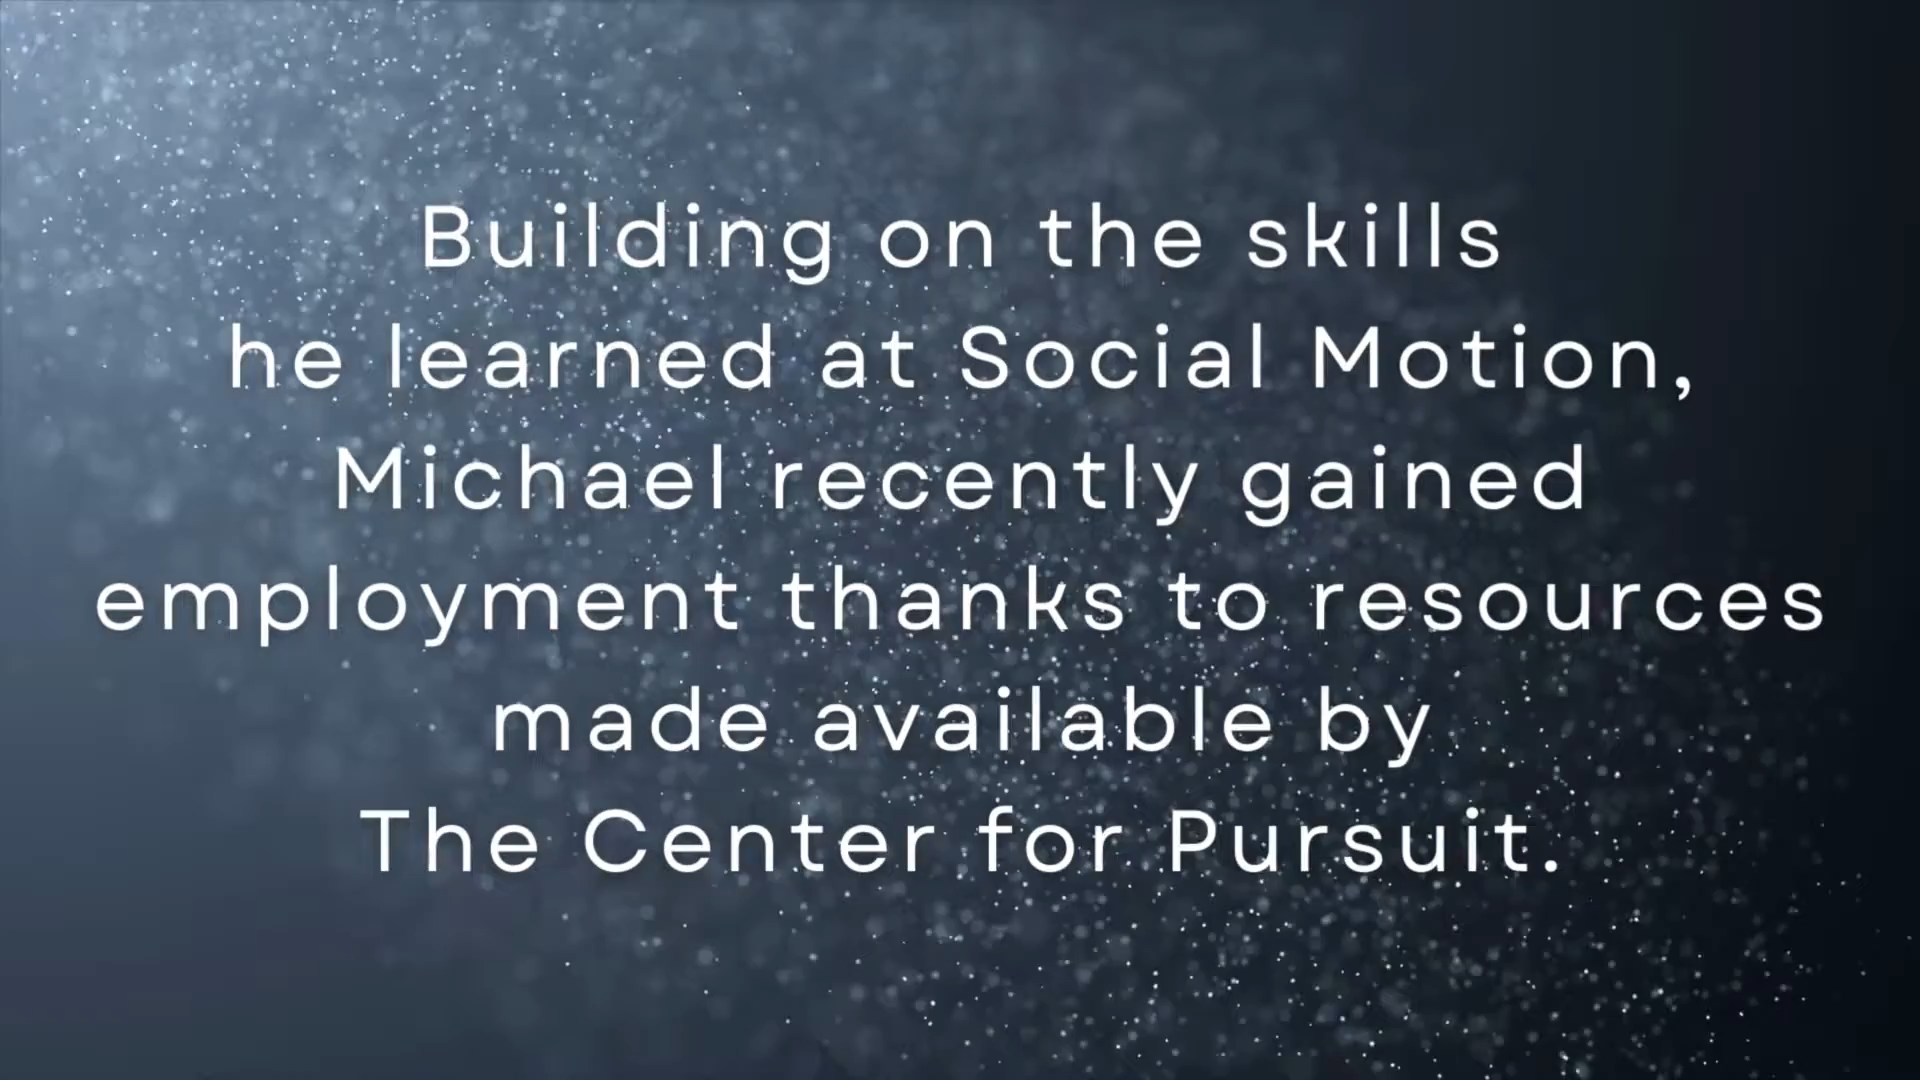 Building on the skills
he learned at Social Motion,
Michael recently gained
employment thanks to resources
made available by
The Center for Pursuit.